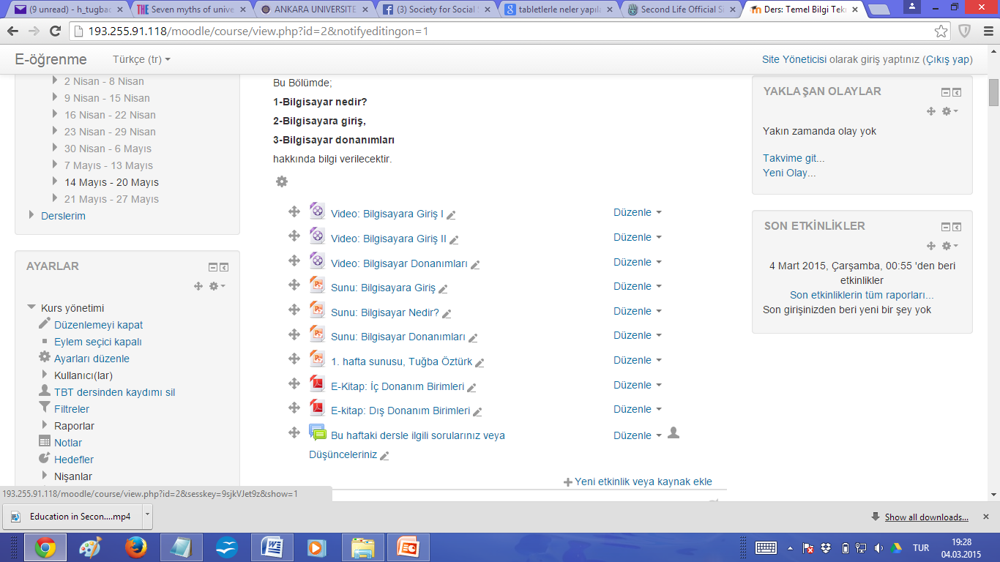 (9 unread) - h_tugbac
Seven myths of unive
ANKARA UNIVERSITE
(3) Society for Social S
tabletlerle neler yapıla
Second Life Official Si
Ders: Temel Bilgi Tekn
193.255.91.118/moodle/course/view.php?id=2&notifyeditingon=1
E-öğrenme
Türkçe (tr)
Site Yöneticisi olarak giriş yaptınız (Çıkış yap)
2 Nisan - 8 Nisan
9 Nisan - 15 Nisan
16 Nisan - 22 Nisan
23 Nisan - 29 Nisan
30 Nisan - 6 Mayıs
7 Mayıs - 13 Mayıs
14 Mayıs - 20 Mayıs
21 Mayıs - 27 Mayıs
Derslerim
AYARLAR
Kurs yönetimi
Düzenlemeyi kapat
Eylem seçici kapalı
Ayarları düzenle
Kullanıcı(lar)
TBT dersinden kaydımı sil
Filtreler
Raporlar
Notlar
Hedefler
Nişanlar
Bu Bölümde;
1-Bilgisayar nedir?
2-Bilgisayara giriş,
3-Bilgisayar donanımları
hakkında bilgi verilecektir.
Video: Bilgisayara Giriş I Düzenle
Video: Bilgisayara Giriş II Düzenle
Video: Bilgisayar Donanımları Düzenle
Sunu: Bilgisayara Giriş Düzenle
Sunu: Bilgisayar Nedir? Düzenle
Sunu: Bilgisayar Donanımları Düzenle
1. hafta sunusu, Tuğba Öztürk Düzenle
E-Kitap: İç Donanım Birimleri Düzenle
E-kitap: Dış Donanım Birimleri Düzenle
Bu haftaki dersle ilgili sorularınız veya Düzenle
Düşünceleriniz
Yeni etkinlik veya kaynak ekle
YAKLAŞAN OLAYLAR
Yakın zamanda olay yok
Takvime git...
Yeni Olay...
SON ETKİNLİKLER
4 Mart 2015, Çarşamba, 00:55 'den beri
etkinlikler
Son etkinliklerin tüm raporları...
Son girişinizden beri yeni bir şey yok
193.255.91.118/moodle/course/view.php?id=2&sesskey=9sjkVJet9z&show=1
Education in Secon....mp4
Show all downloads...
TUR
19:28
04.03.2015